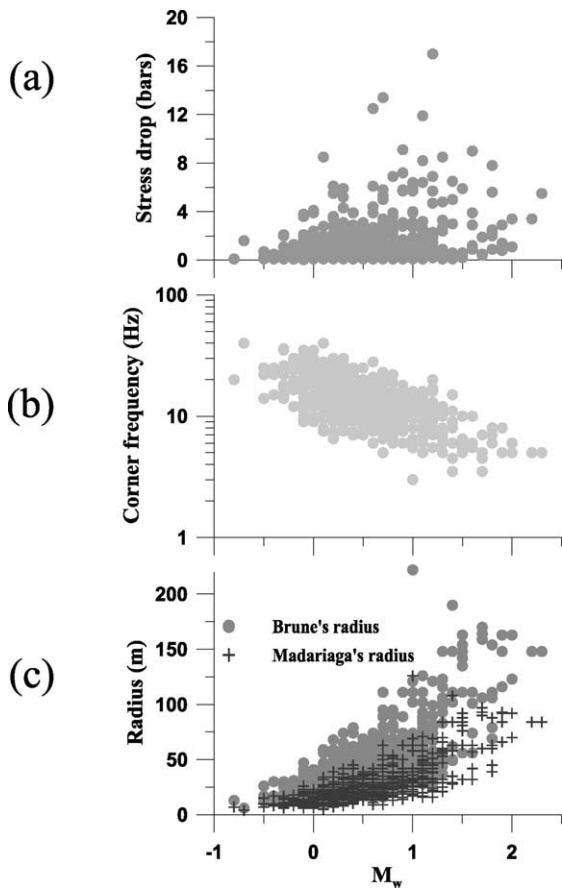 (a)
Stress drop (bars)
20
16
12
8
4
0
(b)
Corner frequency (Hz)
100
10
1
(c)
Radius (m)
200
150
100
50
0
Brune's radius
Madariaga's radius
-1 0 1 2
Mw